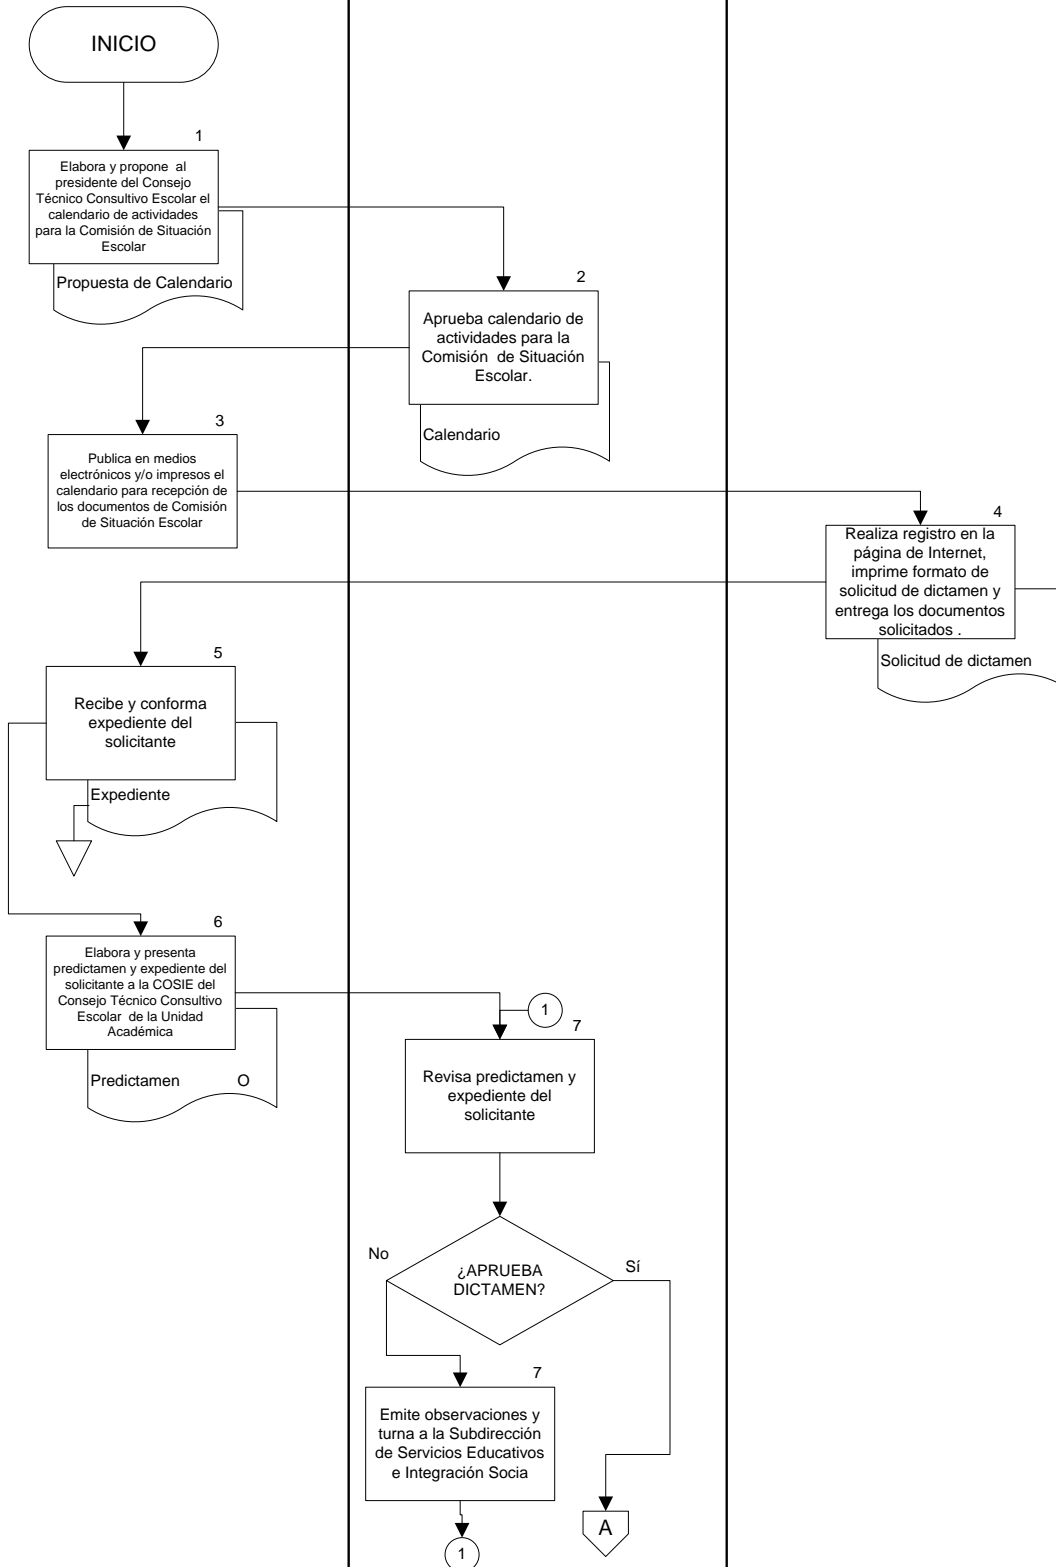 INICIO
1
Elabora y propone al
presidente del Consejo
Técnico Consultivo Escolar el
calendario de actividades
para la Comisión de Situación
Escolar
Propuesta de Calendario
2
Aprueba calendario de
actividades para la
Comisión de Situación
Escolar.
Calendario
3
Publica en medios
electrónicos y/o impresos el
calendario para recepción de
los documentos de Comisión
de Situación Escolar
4
Realiza registro en la
página de Internet,
imprime formato de
solicitud de dictamen y
entrega los documentos
solicitados .
Solicitud de dictamen
5
Recibe y conforma
expediente del
solicitante
Expediente
6
Elabora y presenta
predictamen y expediente del
solicitante a la COSIE del
Consejo Técnico Consultivo
Escolar de la Unidad
Académica
Predictamen O
1
7
Revisa predictamen y
expediente del
solicitante
¿APRUEBA
DICTAMEN?
No
Sí
7
Emite observaciones y
turna a la Subdirección
de Servicios Educativos
e Integración Socia
1
A